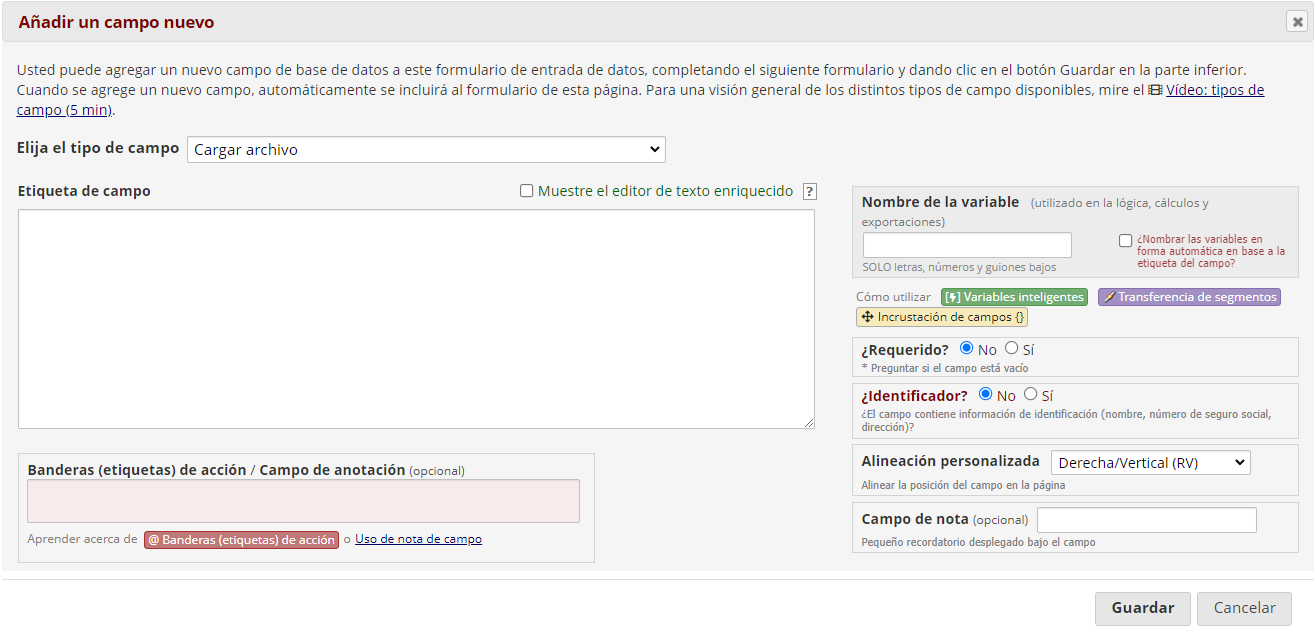 Añadir un campo nuevo
Usted puede agregar un nuevo campo de base de datos a este formulario de entrada de datos, completando el siguiente formulario y dando clic en el botón Guardar en la parte inferior.
Cuando se agrege un nuevo campo, automáticamente se incluirá al formulario de esta página. Para una visión general de los distintos tipos de campo disponibles, mire el Vídeo: tipos de
campo (5 min).
Elija el tipo de campo Cargar archivo
Etiqueta de campo Muestre el editor de texto enriquecido ?
Nombre de la variable (utilizado en la lógica, cálculos y
exportaciones)
¿Nombrar las variables en
forma automática en base a la
etiqueta del campo?
SOLO letras, números y guiones bajos
Cómo utilizar [⚡] Variables inteligentes Transferencia de segmentos
Incrustación de campos {}
¿Requerido? No Sí
* Preguntar si el campo está vacío
¿Identificador? No Sí
¿El campo contiene información de identificación (nombre, número de seguro social,
dirección)?
Alineación personalizada Derecha/Vertical (RV)
Alinear la posición del campo en la página
Campo de nota (opcional)
Pequeño recordatorio desplegado bajo el campo
Banderas (etiquetas) de acción / Campo de anotación (opcional)
Aprender acerca de @ Banderas (etiquetas) de acción o Uso de nota de campo
Guardar Cancelar